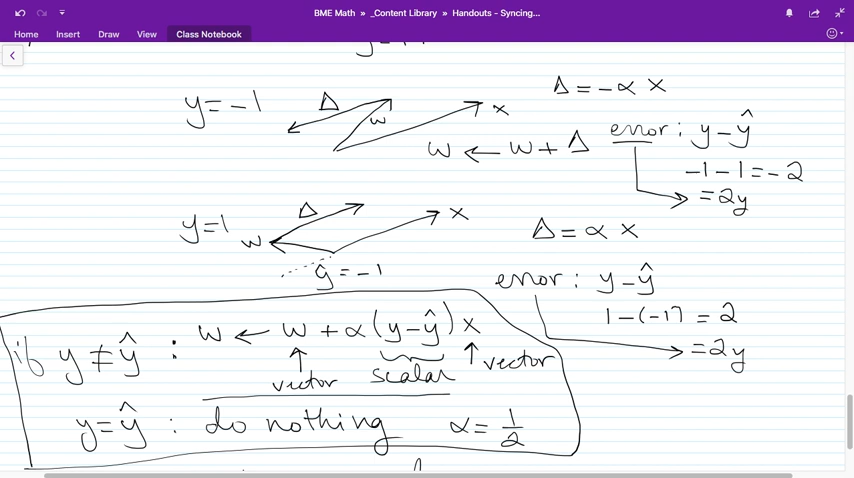 BME Math » _Content Library » Handouts - Syncing...
Home Insert Draw View Class Notebook
y = -1
Δ
w
x
Δ = -α x
w ← w + Δ
error: y - ŷ
-1 - 1 = -2
= 2y
y = 1
Δ
w
x
ŷ = -1
Δ = α x
error: y - ŷ
1 - (-1) = 2
= 2y
if y ≠ ŷ : w ← w + α (y - ŷ) x
vector scalar vector
y = ŷ : do nothing α = 1/2